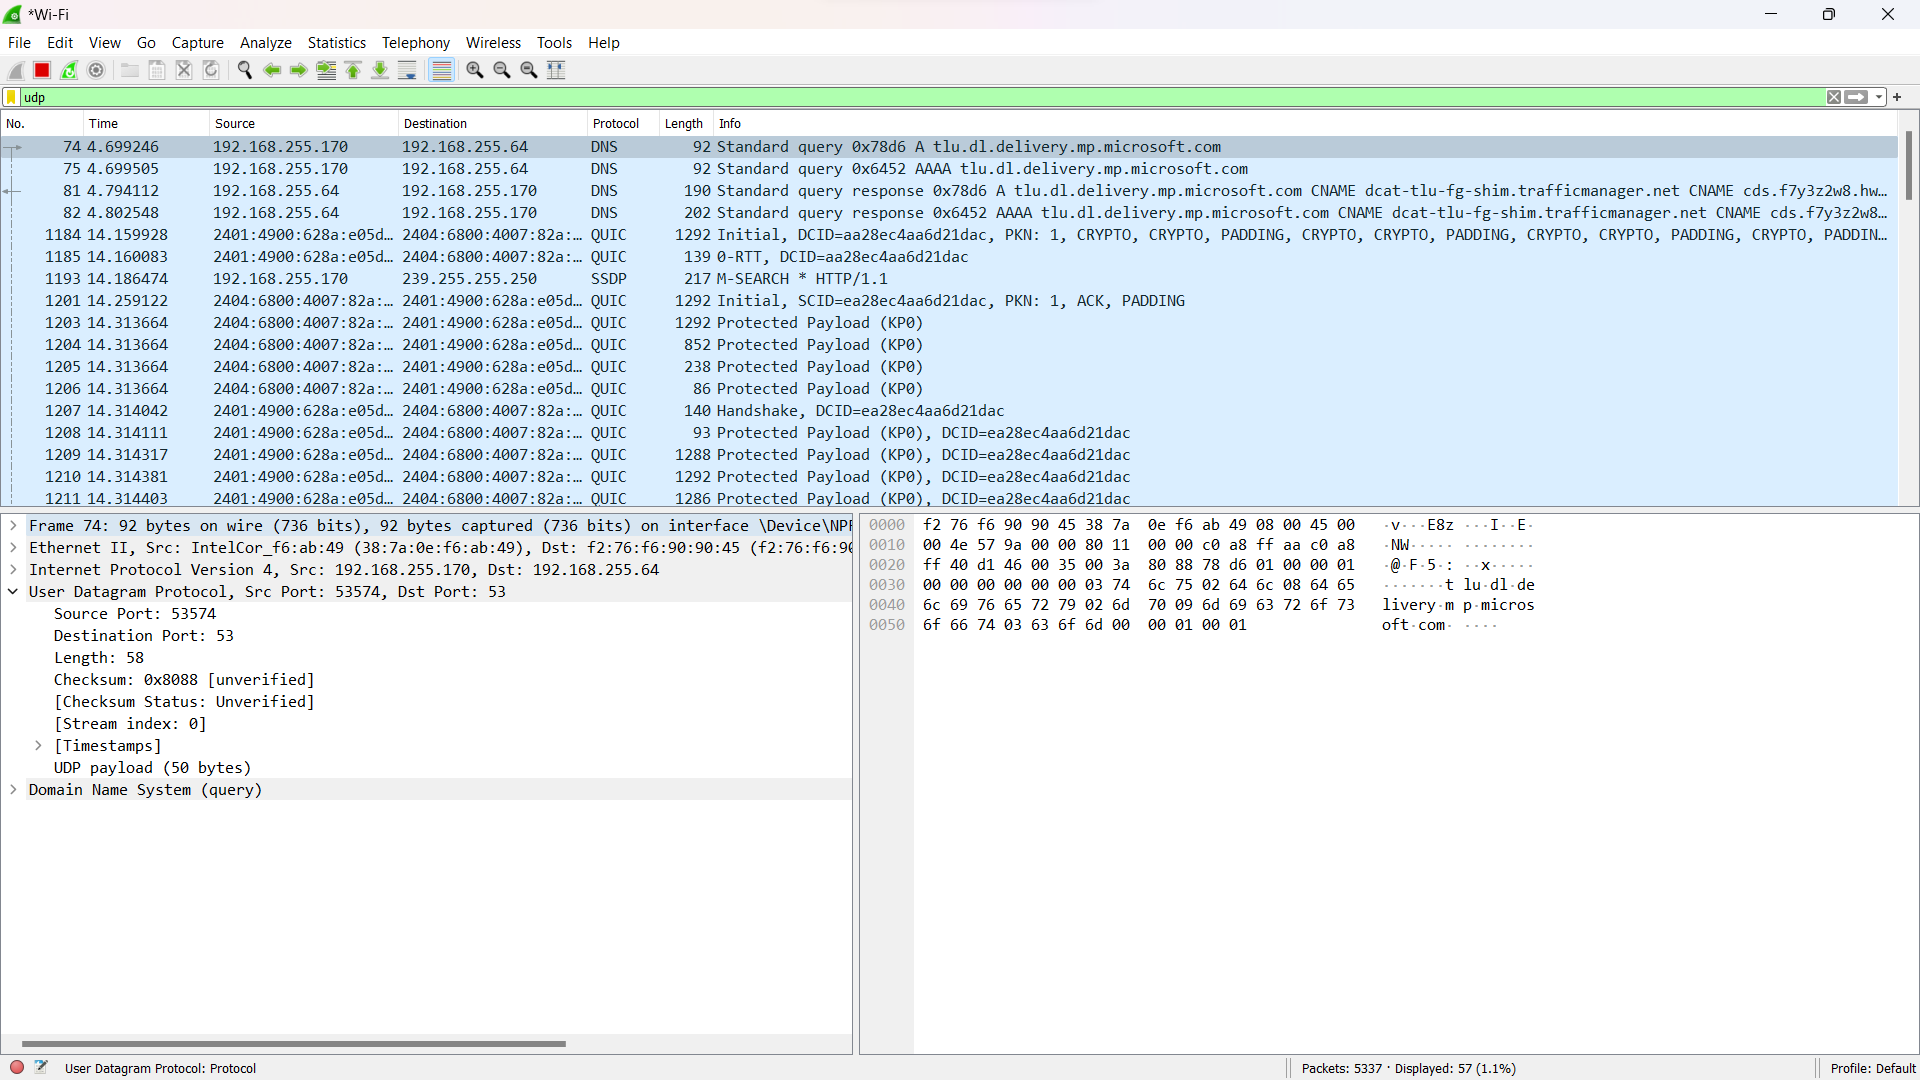 *Wi-Fi
File Edit View Go Capture Analyze Statistics Telephony Wireless Tools Help
udp
No. Time Source Destination Protocol Length Info
74 4.699246 192.168.255.170 192.168.255.64 DNS 92 Standard query 0x78d6 A tlu.dl.delivery.mp.microsoft.com
75 4.699505 192.168.255.170 192.168.255.64 DNS 92 Standard query 0x6452 AAAA tlu.dl.delivery.mp.microsoft.com
81 4.794112 192.168.255.64 192.168.255.170 DNS 190 Standard query response 0x78d6 A tlu.dl.delivery.mp.microsoft.com CNAME dcat-tlu-fg-shim.trafficmanager.net CNAME cds.f7y3z2w8.hw…
82 4.802548 192.168.255.64 192.168.255.170 DNS 202 Standard query response 0x6452 AAAA tlu.dl.delivery.mp.microsoft.com CNAME dcat-tlu-fg-shim.trafficmanager.net CNAME cds.f7y3z2w8…
1184 14.159928 2401:4900:628a:e05d… 2404:6800:4007:82a:… QUIC 1292 Initial, DCID=aa28ec4aa6d21dac, PKN: 1, CRYPTO, CRYPTO, PADDING, CRYPTO, CRYPTO, PADDING, CRYPTO, CRYPTO, PADDING, CRYPTO, PADDIN…
1185 14.160083 2401:4900:628a:e05d… 2404:6800:4007:82a:… QUIC 139 0-RTT, DCID=aa28ec4aa6d21dac
1193 14.186474 192.168.255.170 239.255.255.250 SSDP 217 M-SEARCH * HTTP/1.1
1201 14.259122 2404:6800:4007:82a:… 2401:4900:628a:e05d… QUIC 1292 Initial, SCID=ea28ec4aa6d21dac, PKN: 1, ACK, PADDING
1203 14.313664 2404:6800:4007:82a:… 2401:4900:628a:e05d… QUIC 1292 Protected Payload (KP0)
1204 14.313664 2404:6800:4007:82a:… 2401:4900:628a:e05d… QUIC 852 Protected Payload (KP0)
1205 14.313664 2404:6800:4007:82a:… 2401:4900:628a:e05d… QUIC 238 Protected Payload (KP0)
1206 14.313664 2404:6800:4007:82a:… 2401:4900:628a:e05d… QUIC 86 Protected Payload (KP0)
1207 14.314042 2401:4900:628a:e05d… 2404:6800:4007:82a:… QUIC 140 Handshake, DCID=ea28ec4aa6d21dac
1208 14.314111 2401:4900:628a:e05d… 2404:6800:4007:82a:… QUIC 93 Protected Payload (KP0), DCID=ea28ec4aa6d21dac
1209 14.314317 2401:4900:628a:e05d… 2404:6800:4007:82a:… QUIC 1288 Protected Payload (KP0), DCID=ea28ec4aa6d21dac
1210 14.314381 2401:4900:628a:e05d… 2404:6800:4007:82a:… QUIC 1292 Protected Payload (KP0), DCID=ea28ec4aa6d21dac
1211 14.314403 2401:4900:628a:e05d… 2404:6800:4007:82a:… QUIC 1286 Protected Payload (KP0), DCID=ea28ec4aa6d21dac
Frame 74: 92 bytes on wire (736 bits), 92 bytes captured (736 bits) on interface \Device\NPF
Ethernet II, Src: IntelCor_f6:ab:49 (38:7a:0e:f6:ab:49), Dst: f2:76:f6:90:90:45 (f2:76:f6:90
Internet Protocol Version 4, Src: 192.168.255.170, Dst: 192.168.255.64
User Datagram Protocol, Src Port: 53574, Dst Port: 53
Source Port: 53574
Destination Port: 53
Length: 58
Checksum: 0x8088 [unverified]
[Checksum Status: Unverified]
[Stream index: 0]
[Timestamps]
UDP payload (50 bytes)
Domain Name System (query)
0000 f2 76 f6 90 90 45 38 7a 0e f6 ab 49 08 00 45 00 ·v···E8z ···I··E·
0010 00 4e 57 9a 00 00 80 11 00 00 c0 a8 ff aa c0 a8 ·NW····· ········
0020 ff 40 d1 46 00 35 00 3a 80 88 78 d6 01 00 00 01 ·@·F·5·: ··x·····
0030 00 00 00 00 00 00 03 74 6c 75 02 64 6c 08 64 65 ·······t lu·dl·de
0040 6c 69 76 65 72 79 02 6d 70 09 6d 69 63 72 6f 73 livery·m p·micros
0050 6f 66 74 03 63 6f 6d 00 00 01 00 01 oft·com· ····
User Datagram Protocol: Protocol
Packets: 5337 · Displayed: 57 (1.1%)
Profile: Default